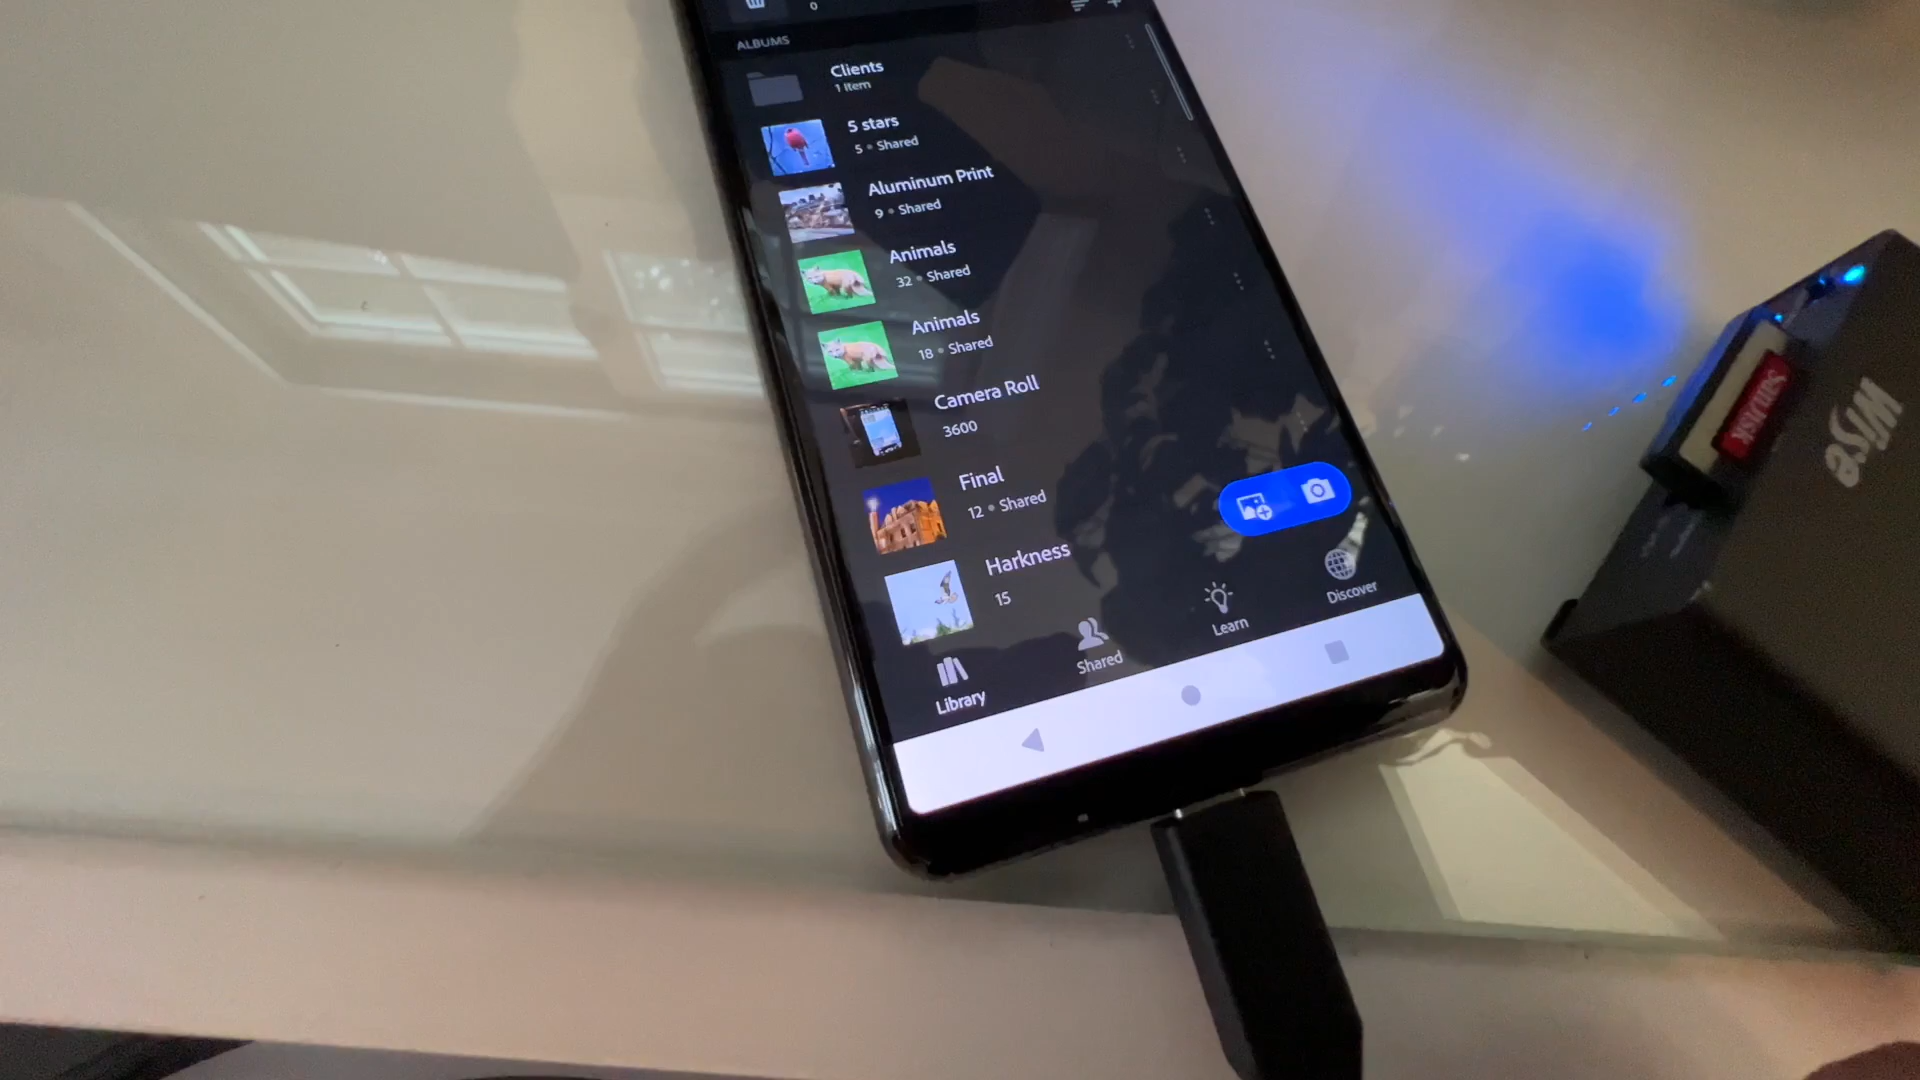 0
ALBUMS
Clients
1 Item
5 stars
5 • Shared
Aluminum Print
9 • Shared
Animals
32 • Shared
Animals
18 • Shared
Camera Roll
3600
Final
12 • Shared
Harkness
15
Library
Shared
Learn
Discover
SanDisk
Wise